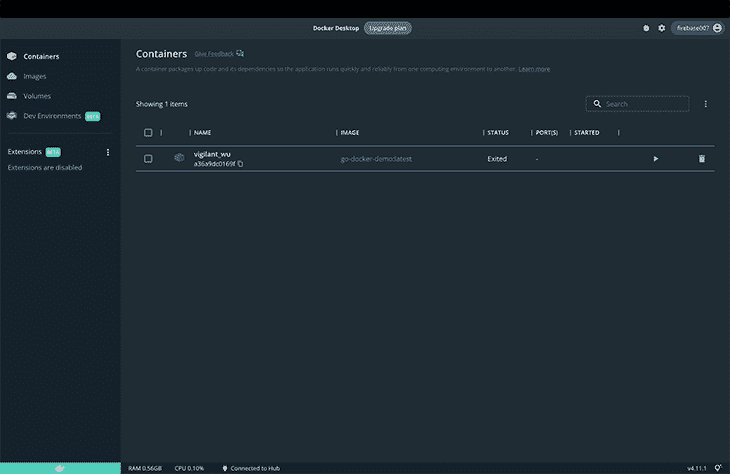 Docker Desktop Upgrade plan
firebase007
Containers
Images
Volumes
Dev Environments BETA
Extensions BETA
Extensions are disabled
Containers Give Feedback
A container packages up code and its dependencies so the application runs quickly and reliably from one computing environment to another. Learn more
Showing 1 items
Search
NAME IMAGE STATUS PORT(S) STARTED
vigilant_wu go-docker-demo:latest Exited -
a36a9dc0169f
RAM 0.56GB CPU 0.10% Connected to Hub v4.11.1